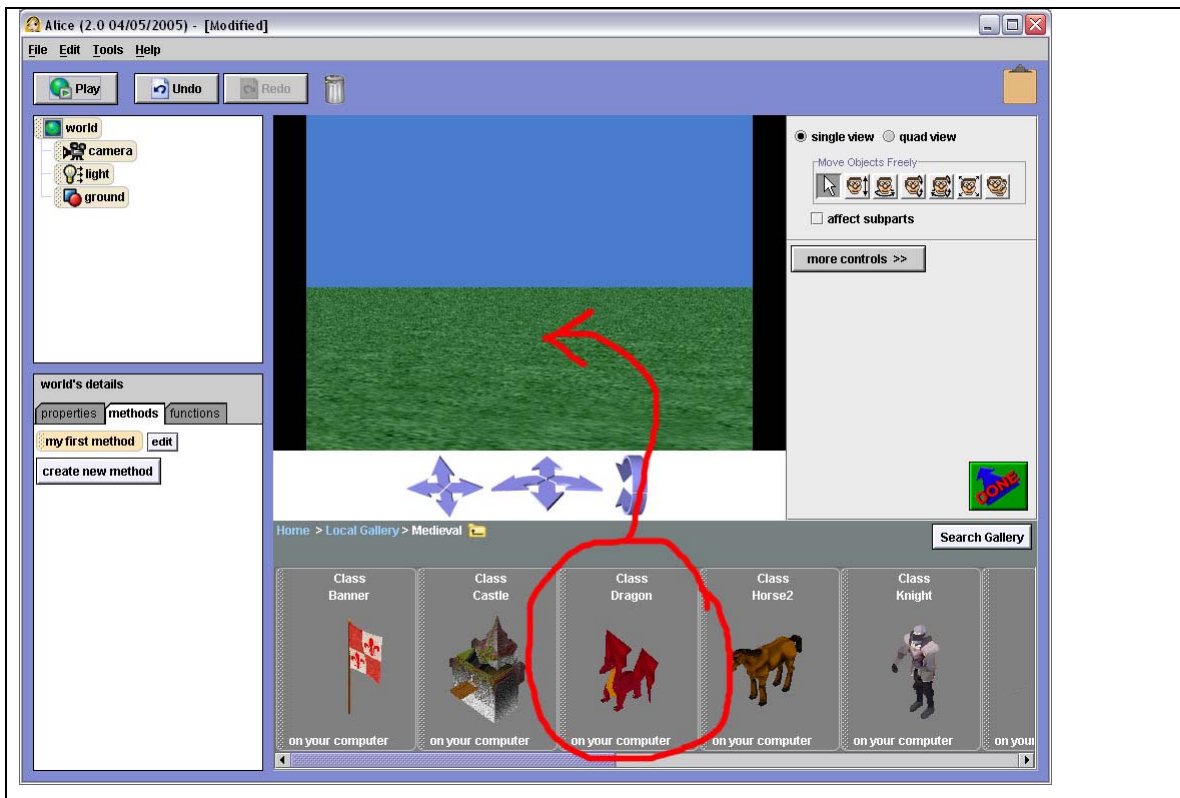 Alice (2.0 04/05/2005) - [Modified]
File Edit Tools Help
Play Undo Redo
world
camera
light
ground
single view quad view
Move Objects Freely
affect subparts
more controls >>
world's details
properties methods functions
my first method edit
create new method
DONE
Home > Local Gallery > Medieval
Search Gallery
Class Banner
on your computer
Class Castle
on your computer
Class Dragon
on your computer
Class Horse2
on your computer
Class Knight
on your computer
on your